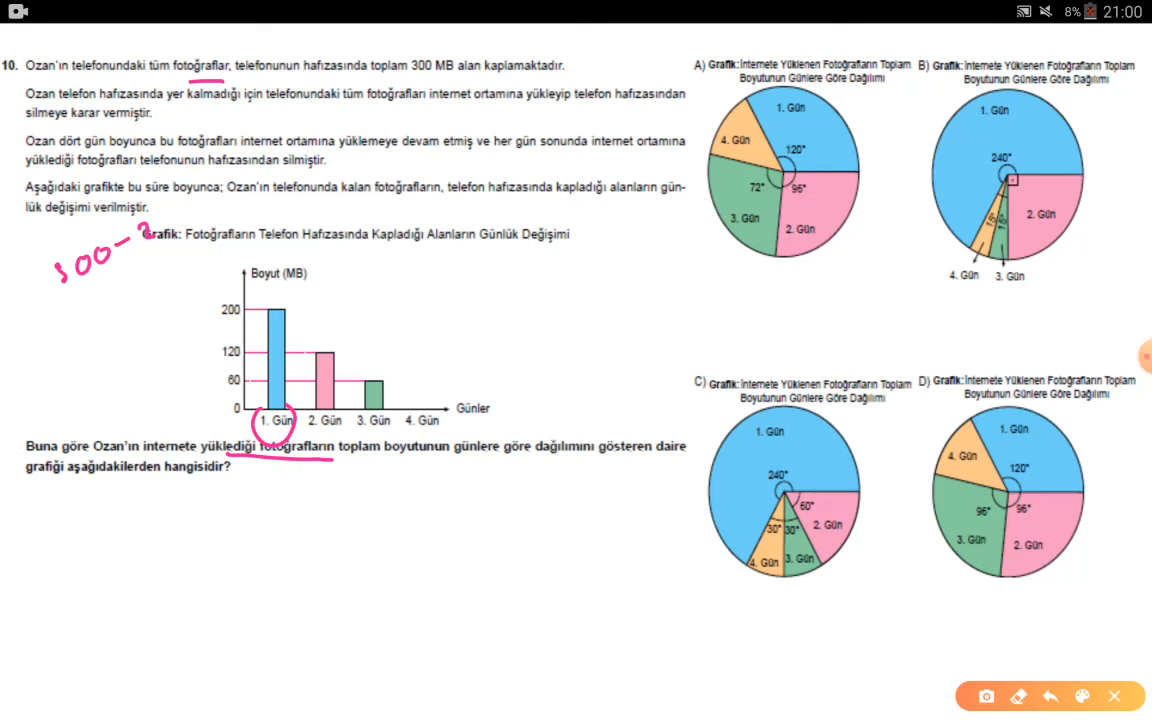 8% 21:00
10. Ozan'ın telefonundaki tüm fotoğraflar, telefonunun hafızasında toplam 300 MB alan kaplamaktadır.
Ozan telefon hafızasında yer kalmadığı için telefonundaki tüm fotoğrafları internet ortamına yükleyip telefon hafızasından
silmeye karar vermiştir.
Ozan dört gün boyunca bu fotoğrafları internet ortamına yüklemeye devam etmiş ve her gün sonunda internet ortamına
yüklediği fotoğrafları telefonunun hafızasından silmiştir.
Aşağıdaki grafikte bu süre boyunca; Ozan'ın telefonunda kalan fotoğrafların, telefon hafızasında kapladığı alanların gün-
lük değişimi verilmiştir.
300-2
Grafik: Fotoğrafların Telefon Hafızasında Kapladığı Alanların Günlük Değişimi
Boyut (MB)
200
120
60
0
Günler
1. Gün 2. Gün 3. Gün 4. Gün
Buna göre Ozan'ın internete yüklediği fotoğrafların toplam boyutunun günlere göre dağılımını gösteren daire
grafiği aşağıdakilerden hangisidir?
A) Grafik: İnternete Yüklenen Fotoğrafların Toplam
Boyutunun Günlere Göre Dağılımı
1. Gün
4. Gün
120°
72°
96°
3. Gün
2. Gün
B) Grafik: İnternete Yüklenen Fotoğrafların Toplam
Boyutunun Günlere Göre Dağılımı
1. Gün
240°
2. Gün
15°
15°
4. Gün 3. Gün
C) Grafik: İnternete Yüklenen Fotoğrafların Toplam
Boyutunun Günlere Göre Dağılımı
1. Gün
240°
60°
30° 30°
2. Gün
4. Gün 3. Gün
D) Grafik: İnternete Yüklenen Fotoğrafların Toplam
Boyutunun Günlere Göre Dağılımı
1. Gün
4. Gün
120°
96°
96°
3. Gün
2. Gün